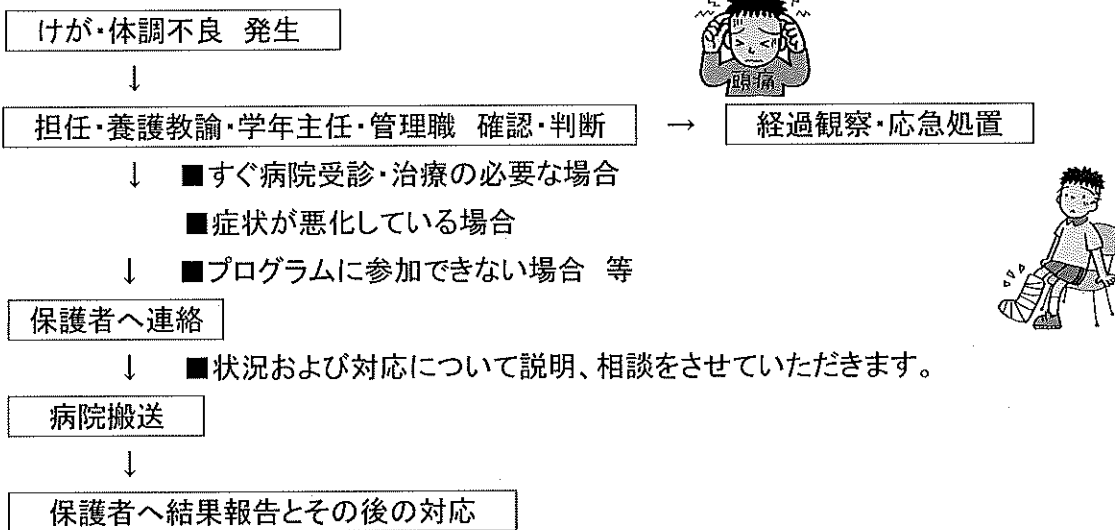 けが・体調不良 発生
↓
頭痛
担任・養護教諭・学年主任・管理職 確認・判断 → 経過観察・応急処置
↓ ■すぐ病院受診・治療の必要な場合
■症状が悪化している場合
↓ ■プログラムに参加できない場合 等
保護者へ連絡
↓ ■状況および対応について説明、相談をさせていただきます。
病院搬送
↓
保護者へ結果報告とその後の対応